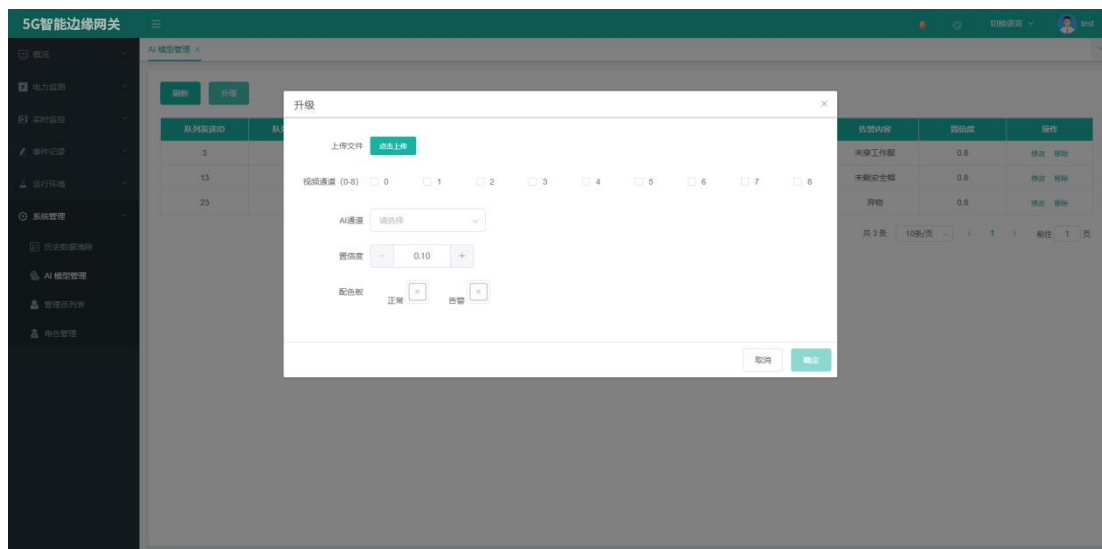 5G智能边缘网关
切换语言
test
概况
AI 模型管理 ×
电力监测
刷新 升级
实时监控
事件记录
运行环境
系统管理
历史数据清除
AI 模型管理
管理员列表
角色管理
队列发送ID
告警内容 置信度 操作
5 未穿工作服 0.8 修改 移除
13 未戴安全帽 0.8 修改 移除
23 异物 0.8 修改 移除
共 3 条 10条/页 1 前往 1 页
升级
上传文件 点击上传
视频通道 (0-8) 0 1 2 3 4 5 6 7 8
AI通道 请选择
置信度 − 0.10 +
配色板 正常 告警
取消 确定